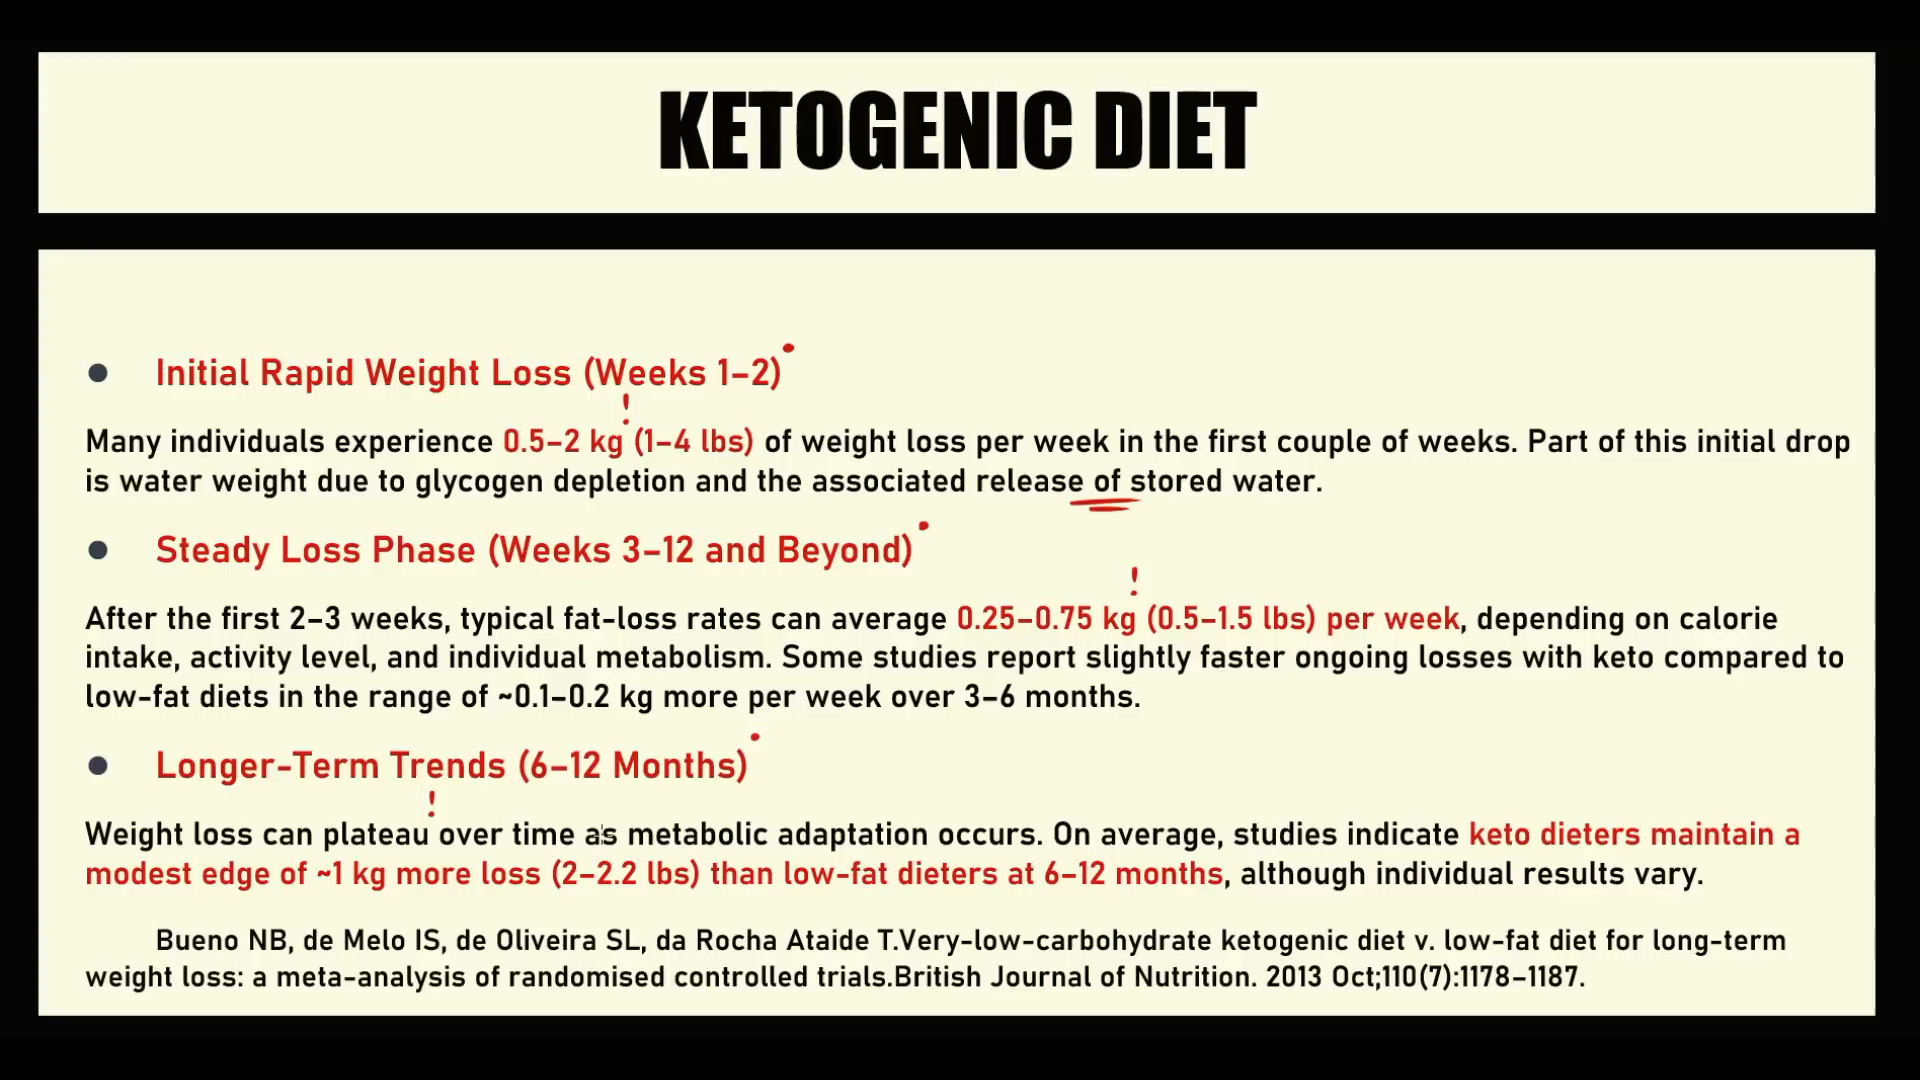 KETOGENIC DIET
● Initial Rapid Weight Loss (Weeks 1–2)
Many individuals experience 0.5–2 kg (1–4 lbs) of weight loss per week in the first couple of weeks. Part of this initial drop
is water weight due to glycogen depletion and the associated release of stored water.
● Steady Loss Phase (Weeks 3–12 and Beyond)
After the first 2–3 weeks, typical fat-loss rates can average 0.25–0.75 kg (0.5–1.5 lbs) per week, depending on calorie
intake, activity level, and individual metabolism. Some studies report slightly faster ongoing losses with keto compared to
low-fat diets in the range of ~0.1–0.2 kg more per week over 3–6 months.
● Longer-Term Trends (6–12 Months)
Weight loss can plateau over time as metabolic adaptation occurs. On average, studies indicate keto dieters maintain a
modest edge of ~1 kg more loss (2–2.2 lbs) than low-fat dieters at 6–12 months, although individual results vary.
Bueno NB, de Melo IS, de Oliveira SL, da Rocha Ataide T.Very-low-carbohydrate ketogenic diet v. low-fat diet for long-term
weight loss: a meta-analysis of randomised controlled trials.British Journal of Nutrition. 2013 Oct;110(7):1178–1187.